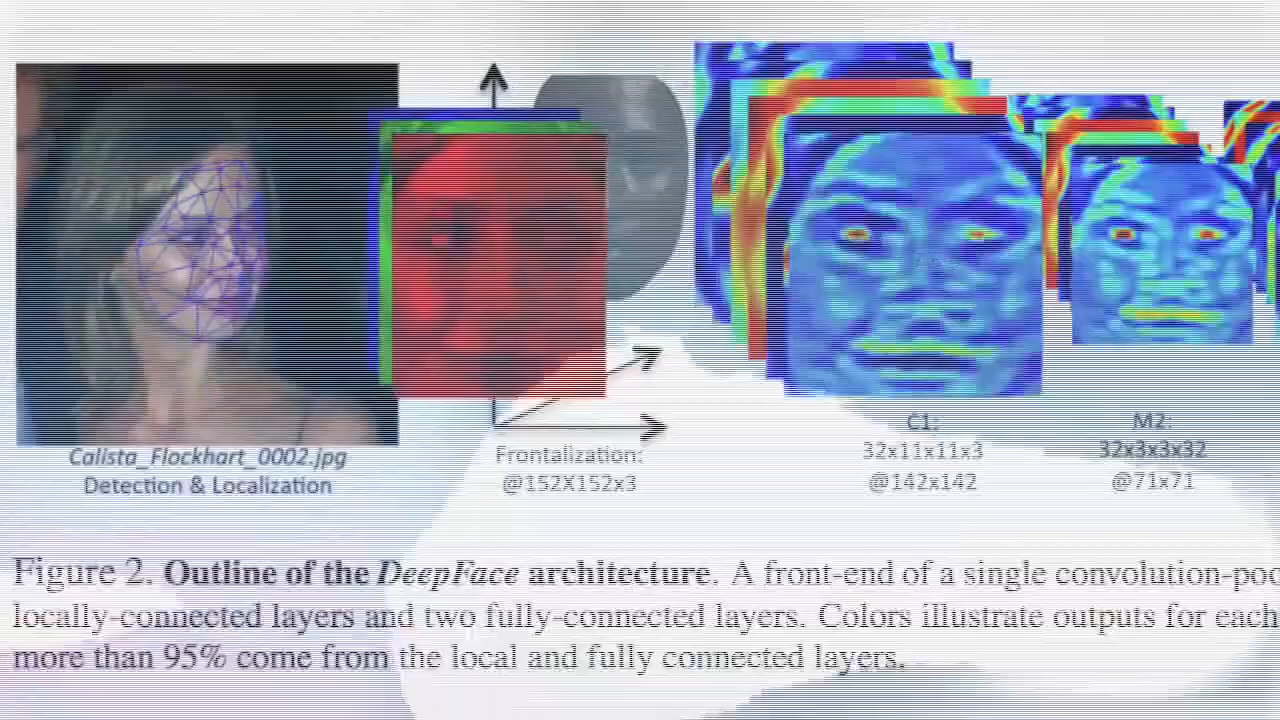 Calista_Flockhart_0002.jpg
Detection & Localization
Frontalization:
@152X152x3
C1:
32x11x11x3
@142x142
M2:
32x3x3x32
@71x71
Figure 2. Outline of the DeepFace architecture. A front-end of a single convolution-poo
locally-connected layers and two fully-connected layers. Colors illustrate outputs for each
more than 95% come from the local and fully connected layers.